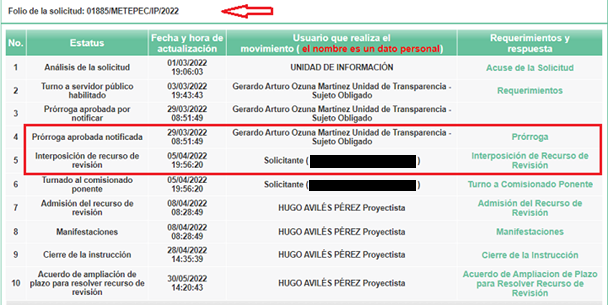 Folio de la solicitud: 01885/METEPEC/IP/2022
No. Estatus Fecha y hora de actualización Usuario que realiza el movimiento ( el nombre es un dato personal) Requerimientos y respuesta
1 Análisis de la solicitud 01/03/2022 19:06:03 UNIDAD DE INFORMACIÓN Acuse de la Solicitud
2 Turno a servidor público habilitado 03/03/2022 19:43:43 Gerardo Arturo Ozuna Martínez Unidad de Transparencia - Sujeto Obligado Requerimientos
3 Prórroga aprobada por notificar 29/03/2022 08:51:49 Gerardo Arturo Ozuna Martínez Unidad de Transparencia - Sujeto Obligado
4 Prórroga aprobada notificada 29/03/2022 08:51:49 Gerardo Arturo Ozuna Martínez Unidad de Transparencia - Sujeto Obligado Prórroga
5 Interposición de recurso de revisión 05/04/2022 19:56:20 Solicitante ( ) Interposición de Recurso de Revisión
6 Turnado al comisionado ponente 05/04/2022 19:56:20 Solicitante ( ) Turno a Comisionado Ponente
7 Admisión del recurso de revisión 08/04/2022 08:28:49 HUGO AVILÉS PÉREZ Proyectista Admisión del Recurso de Revisión
8 Manifestaciones 08/04/2022 08:28:49 HUGO AVILÉS PÉREZ Proyectista Manifestaciones
9 Cierre de la instrucción 28/04/2022 14:35:39 HUGO AVILÉS PÉREZ Proyectista Cierre de la Instrucción
10 Acuerdo de ampliación de plazo para resolver recurso de revisión 30/05/2022 14:20:43 HUGO AVILÉS PÉREZ Proyectista Acuerdo de Ampliacion de Plazo para Resolver Recurso de Revisión